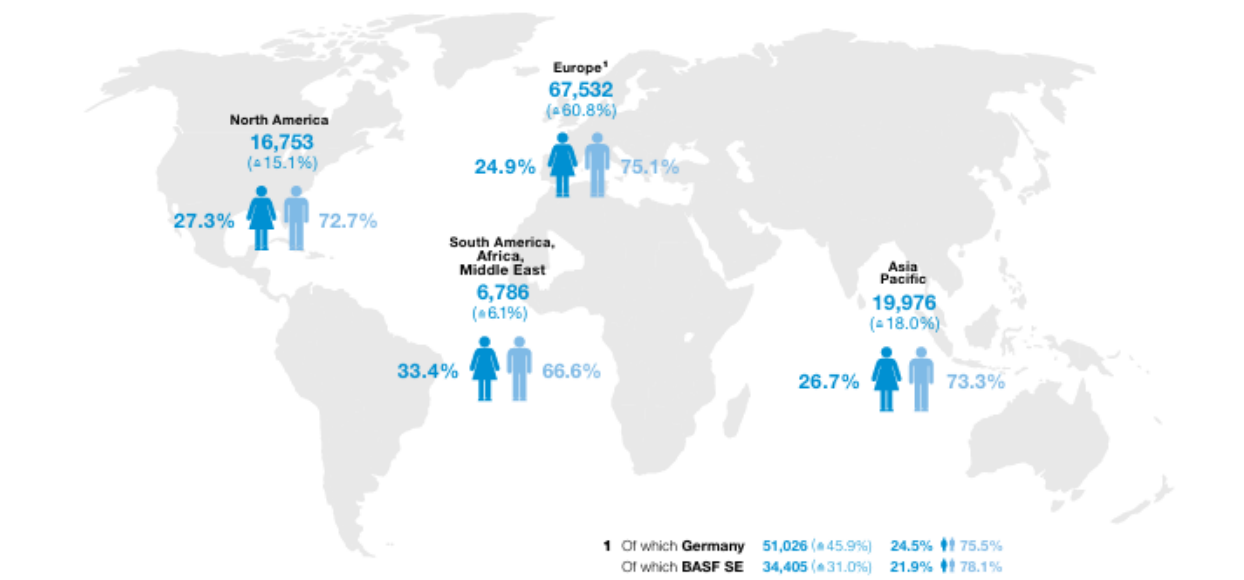 Europe¹
67,532
(≙60.8%)
24.9% 75.1%
North America
16,753
(≙15.1%)
27.3% 72.7%
South America,
Africa,
Middle East
6,786
(≙6.1%)
33.4% 66.6%
Asia
Pacific
19,976
(≙18.0%)
26.7% 73.3%
1 Of which Germany 51,026 (≙45.9%) 24.5% 75.5%
Of which BASF SE 34,405 (≙31.0%) 21.9% 78.1%